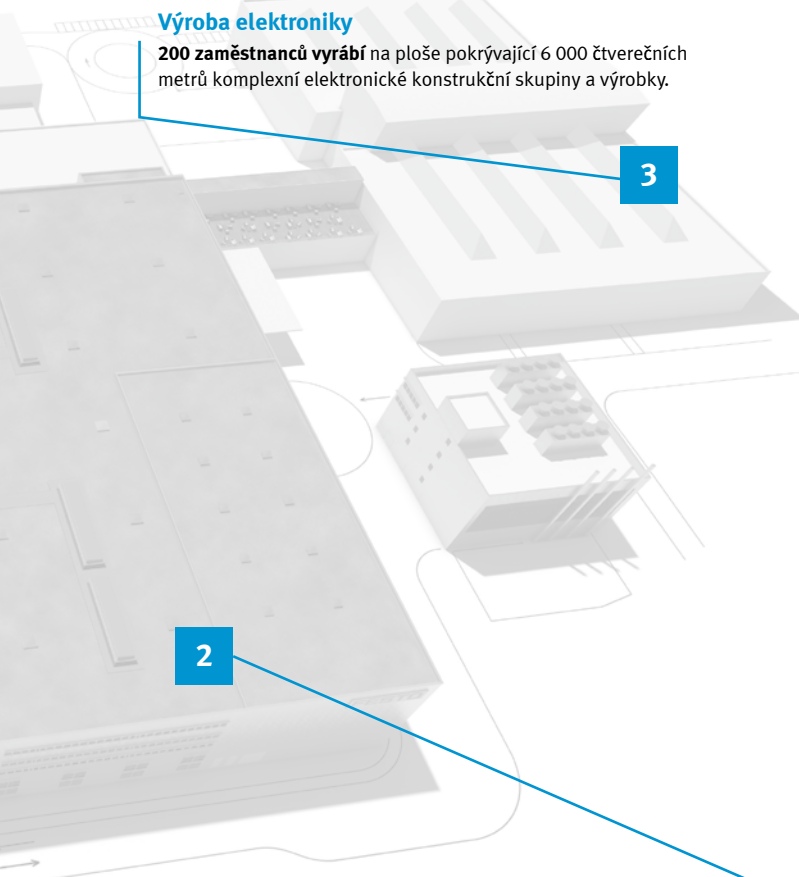 Výroba elektroniky
200 zaměstnanců vyrábí na ploše pokrývající 6 000 čtverečních
metrů komplexní elektronické konstrukční skupiny a výrobky.
3
2